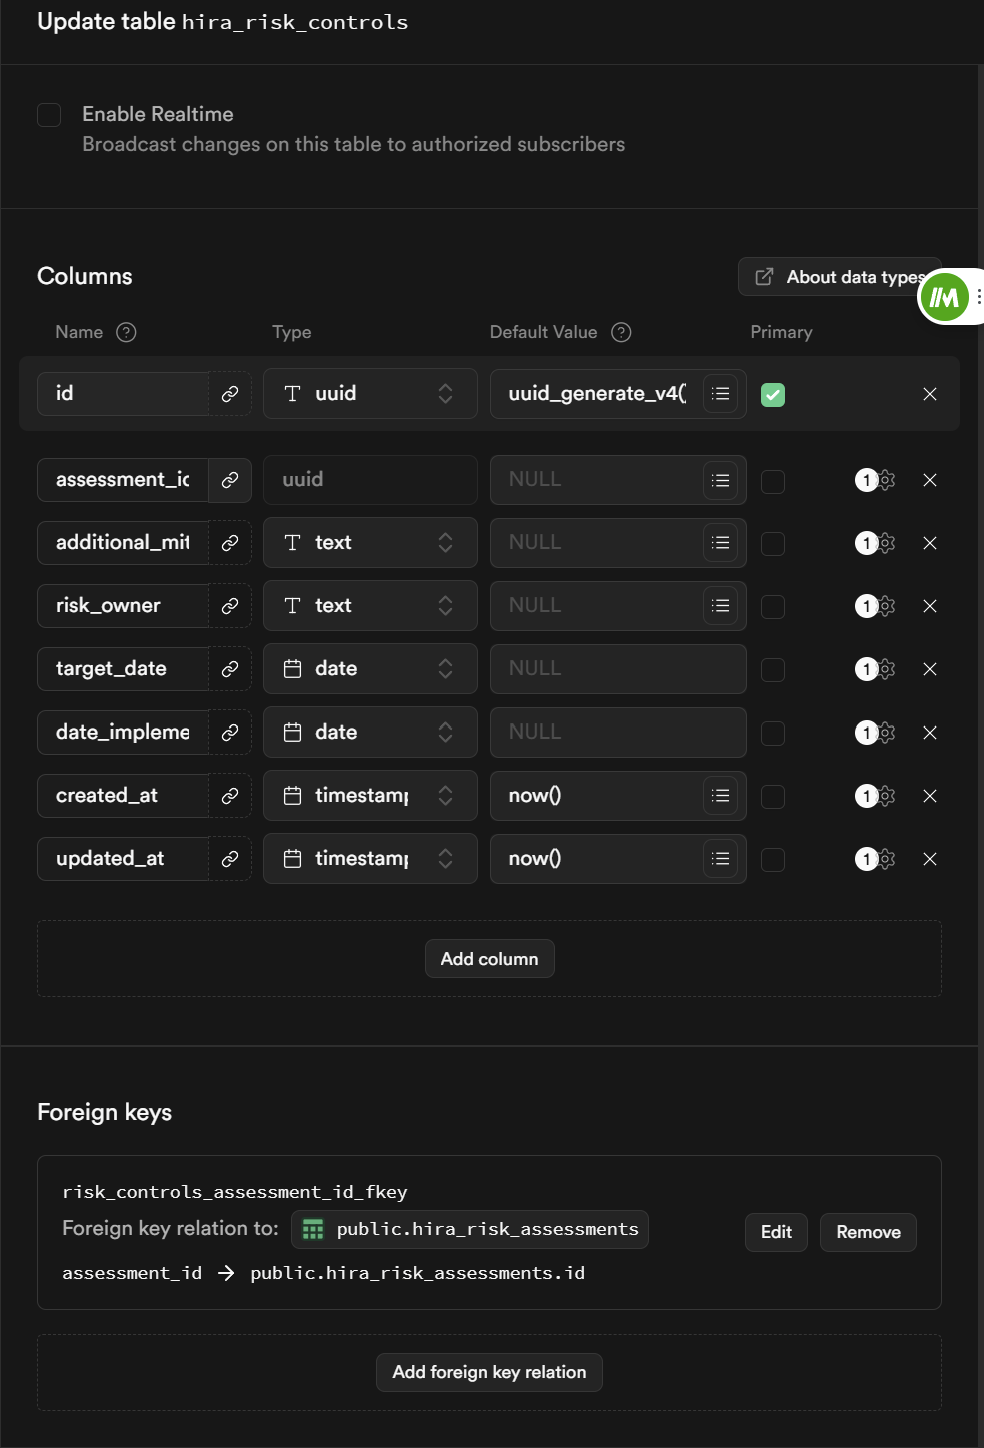 Update table hira_risk_controls
Enable Realtime
Broadcast changes on this table to authorized subscribers
Columns
About data types
Name ? Type Default Value ? Primary
id uuid uuid_generate_v4(
assessment_ic uuid NULL 1
additional_mit text NULL 1
risk_owner text NULL 1
target_date date NULL 1
date_impleme date NULL 1
created_at timestamp now() 1
updated_at timestamp now() 1
Add column
Foreign keys
risk_controls_assessment_id_fkey
Foreign key relation to: public.hira_risk_assessments
Edit Remove
assessment_id → public.hira_risk_assessments.id
Add foreign key relation